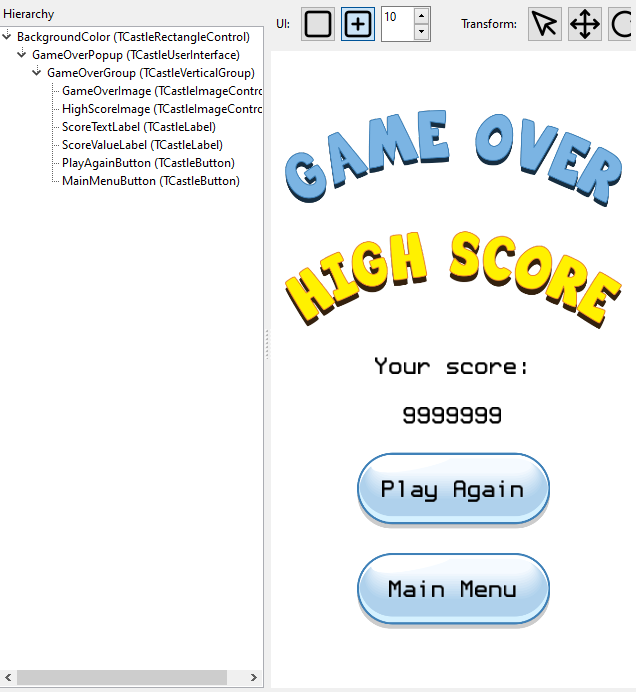 Hierarchy
BackgroundColor (TCastleRectangleControl)
GameOverPopup (TCastleUserInterface)
GameOverGroup (TCastleVerticalGroup)
GameOverImage (TCastleImageContro
HighScoreImage (TCastleImageContro
ScoreTextLabel (TCastleLabel)
ScoreValueLabel (TCastleLabel)
PlayAgainButton (TCastleButton)
MainMenuButton (TCastleButton)
UI: 10 Transform:
GAME OVER
HIGH SCORE
Your score:
9999999
Play Again
Main Menu